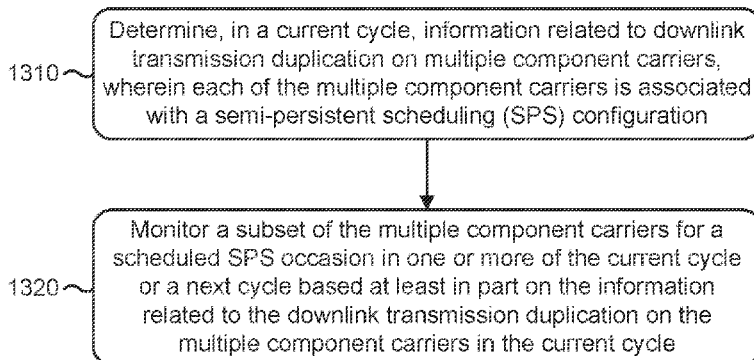 1310
Determine, in a current cycle, information related to downlink
transmission duplication on multiple component carriers,
wherein each of the multiple component carriers is associated
with a semi-persistent scheduling (SPS) configuration
1320
Monitor a subset of the multiple component carriers for a
scheduled SPS occasion in one or more of the current cycle
or a next cycle based at least in part on the information
related to the downlink transmission duplication on the
multiple component carriers in the current cycle